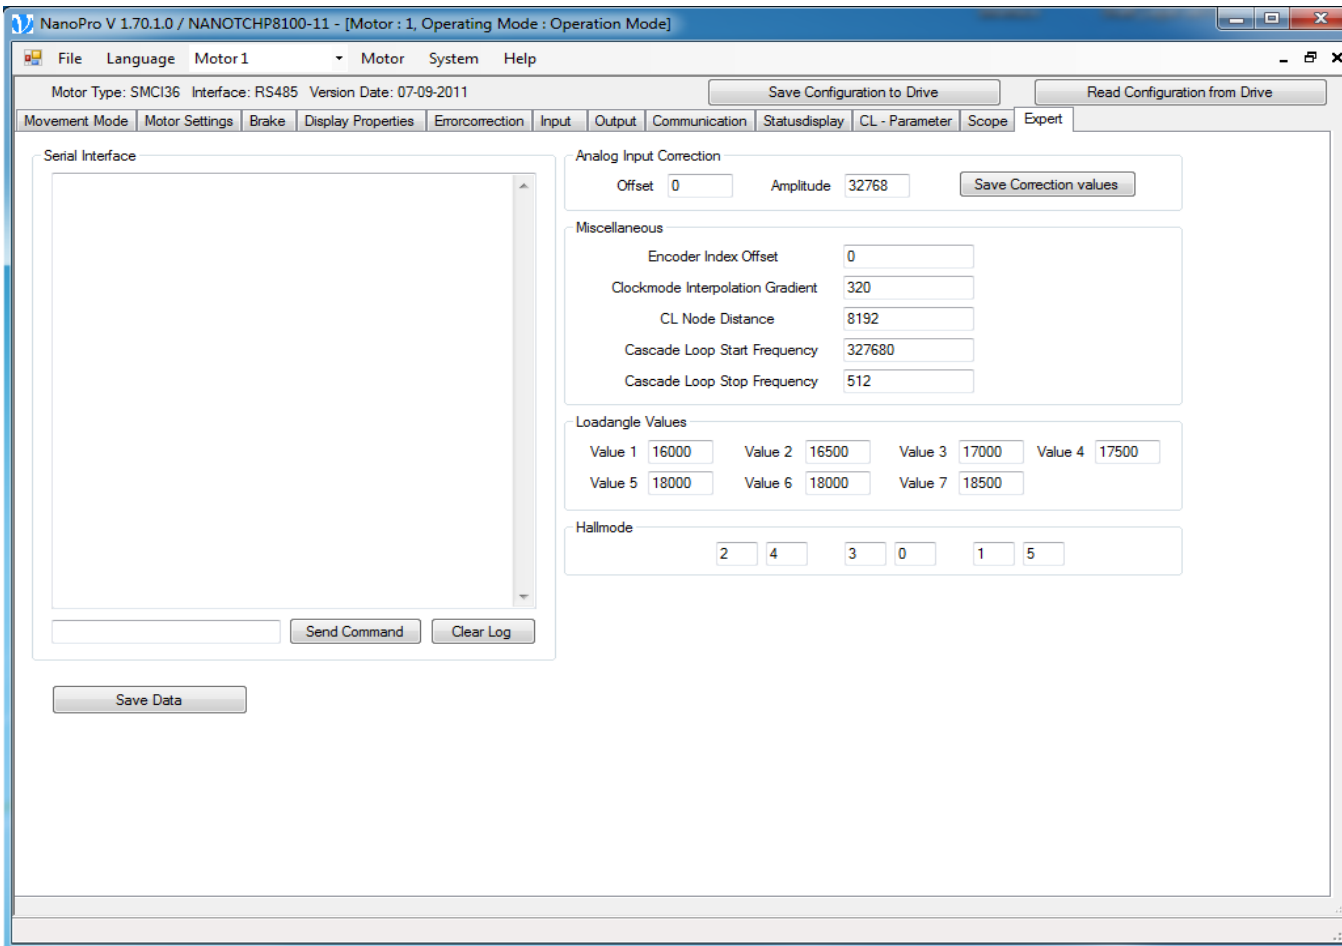 NanoPro V 1.70.1.0 / NANOTCHP8100-11 - [Motor : 1, Operating Mode : Operation Mode]
File Language Motor 1 Motor System Help
Motor Type: SMCI36 Interface: RS485 Version Date: 07-09-2011 Save Configuration to Drive Read Configuration from Drive
Movement Mode Motor Settings Brake Display Properties Errorcorrection Input Output Communication Statusdisplay CL - Parameter Scope Expert
Serial Interface
Send Command Clear Log
Save Data
Analog Input Correction
Offset 0 Amplitude 32768 Save Correction values
Miscellaneous
Encoder Index Offset 0
Clockmode Interpolation Gradient 320
CL Node Distance 8192
Cascade Loop Start Frequency 327680
Cascade Loop Stop Frequency 512
Loadangle Values
Value 1 16000 Value 2 16500 Value 3 17000 Value 4 17500
Value 5 18000 Value 6 18000 Value 7 18500
Hallmode
2 4 3 0 1 5